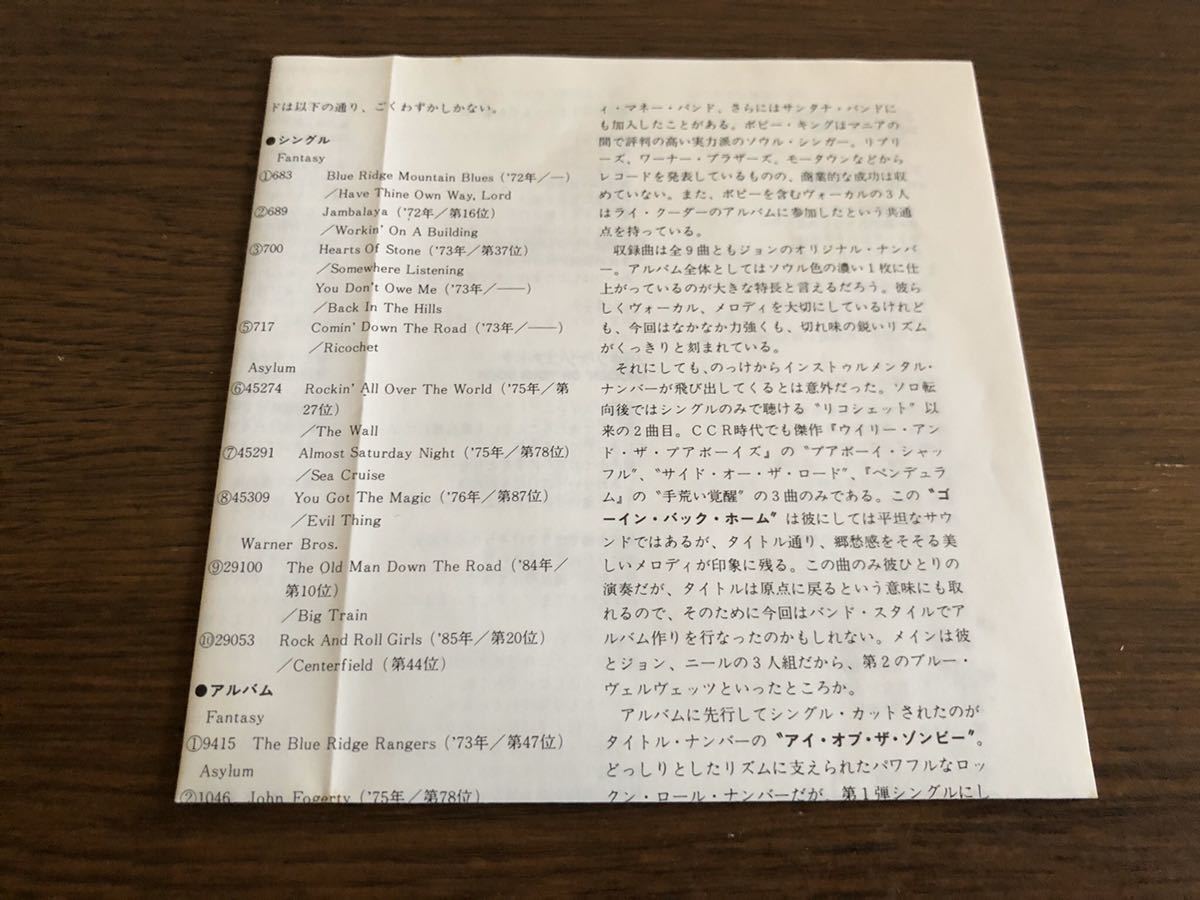 ドは以下の通り、ごくわずかしかない。
●シングル
Fantasy
①683 Blue Ridge Mountain Blues ('72年/—)
/Have Thine Own Way, Lord
②689 Jambalaya ('72年/第16位)
/Workin' On A Building
③700 Hearts Of Stone ('73年/第37位)
/Somewhere Listening
You Don't Owe Me ('73年/——)
/Back In The Hills
⑤717 Comin' Down The Road ('73年/——)
/Ricochet
Asylum
⑥45274 Rockin' All Over The World ('75年/第
27位)
/The Wall
⑦45291 Almost Saturday Night ('75年/第78位)
/Sea Cruise
⑧45309 You Got The Magic ('76年/第87位)
/Evil Thing
Warner Bros.
⑨29100 The Old Man Down The Road ('84年/
第10位)
/Big Train
⑩29053 Rock And Roll Girls ('85年/第20位)
/Centerfield (第44位)
●アルバム
Fantasy
①9415 The Blue Ridge Rangers ('73年/第47位)
Asylum
②1046 John Fogerty ('75年/第78位)
ィ・マネー・バンド、さらにはサンタナ・バンドに
も加入したことがある。ボビー・キングはマニアの
間で評判の高い実力派のソウル・シンガー。リプリ
ーズ、ワーナー・ブラザーズ、モータウンなどから
レコードを発表しているものの、商業的な成功は収
めていない。また、ボビーを含むヴォーカルの3人
はライ・クーダーのアルバムに参加したという共通
点を持っている。
収録曲は全9曲ともジョンのオリジナル・ナンバ
ー。アルバム全体としてはソウル色の濃い1枚に仕
上がっているのが大きな特長と言えるだろう。彼ら
しくヴォーカル、メロディを大切にしているけれど
も、今回はなかなか力強くも、切れ味の鋭いリズム
がくっきりと刻まれている。
それにしても、のっけからインストゥルメンタル・
ナンバーが飛び出してくるとは意外だった。ソロ転
向後ではシングルのみで聴ける“リコシェット”以
来の2曲目。CCR時代でも傑作『ウイリー・アン
ド・ザ・プアボーイズ』の“プアボーイ・シャッ
フル”、“サイド・オー・ザ・ロード”、『ペンデュラ
ム』の“手荒い覚醒”の3曲のみである。この“ゴ
ーイン・バック・ホーム”は彼にしては平坦なサウ
ンドではあるが、タイトル通り、郷愁感をそそる美
しいメロディが印象に残る。この曲のみ彼ひとりの
演奏だが、タイトルは原点に戻るという意味にも取
れるので、そのために今回はバンド・スタイルでア
ルバム作りを行なったのかもしれない。メインは彼
とジョン、ニールの3人組だから、第2のブルー・
ヴェルヴェッツといったところか。
アルバムに先行してシングル・カットされたのが
タイトル・ナンバーの“アイ・オブ・ザ・ゾンビー”。
どっしりとしたリズムに支えられたパワフルなロッ
クン・ロール・ナンバーだが、第1弾シングルにし